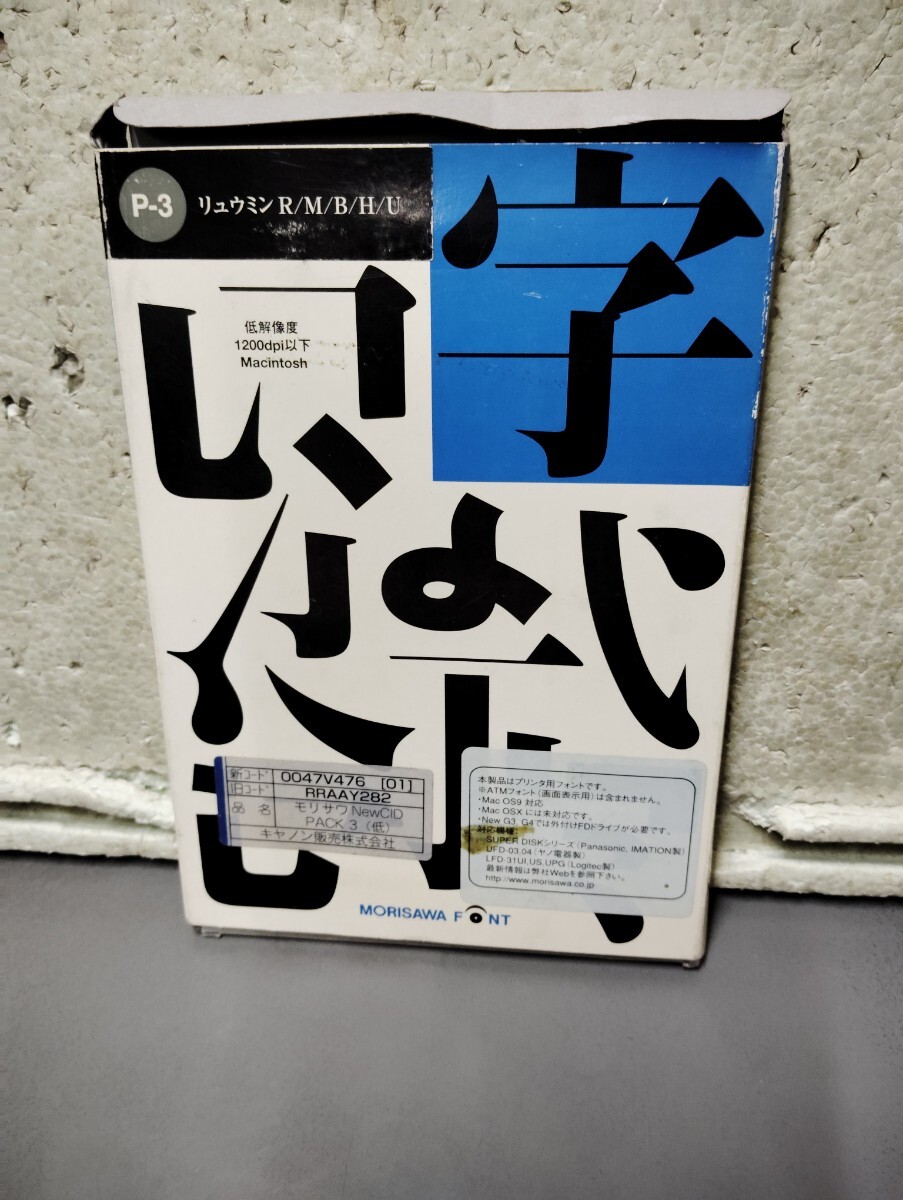 P-3 リュウミン R/M/B/H/U
字
低解像度
1200dpi以下
Macintosh
新コード 0047V476 [01]
旧コード RRAAY282
品名 モリサワ NewCID
PACK 3（低）
キヤノン販売株式会社
本製品はプリンタ用フォントです。
※ATMフォント（画面表示用）は含まれません。
・Mac OS9 対応
・Mac OSX には未対応です。
・New G3, G4では外付けFDドライブが必要です。
対応機種：
SUPER DISKシリーズ（Panasonic, IMATION製）
UFD-03,04（ヤノ電器製）
LFD-31UI,US,UPG（Logitec製）
最新情報は弊社Webを参照下さい。
http://www.morisawa.co.jp
MORISAWA FONT